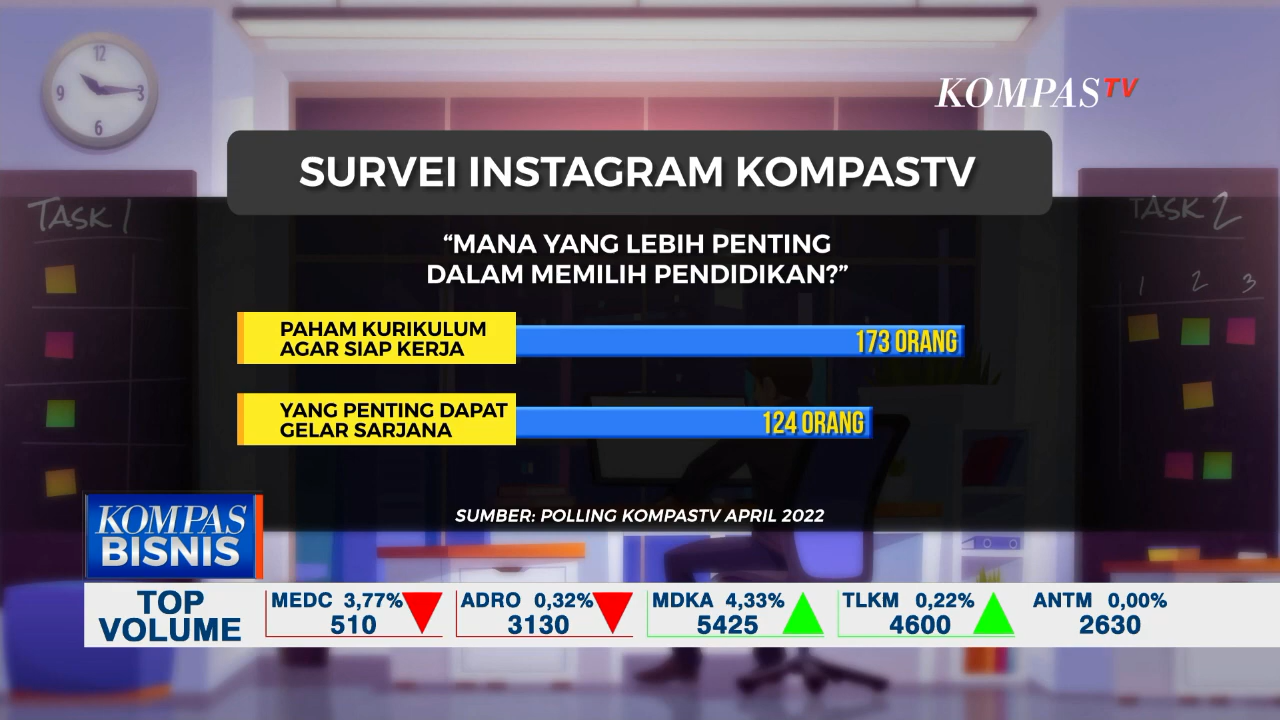 12
9
3
6
KOMPAS TV
SURVEI INSTAGRAM KOMPASTV
TASK 1
TASK 2
1 2 3
“MANA YANG LEBIH PENTING
DALAM MEMILIH PENDIDIKAN?”
PAHAM KURIKULUM
AGAR SIAP KERJA
173 ORANG
YANG PENTING DAPAT
GELAR SARJANA
124 ORANG
SUMBER: POLLING KOMPASTV APRIL 2022
KOMPAS
BISNIS
TOP
VOLUME
MEDC 3,77%
510
ADRO 0,32%
3130
MDKA 4,33%
5425
TLKM 0,22%
4600
ANTM 0,00%
2630